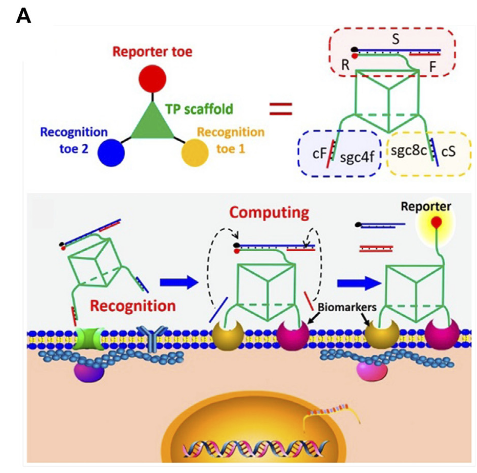 A
Reporter toe
TP scaffold
Recognition
toe 2
Recognition
toe 1
=
S
R
F
cF
sgc4f
sgc8c
cS
Computing
Reporter
Recognition
Biomarkers